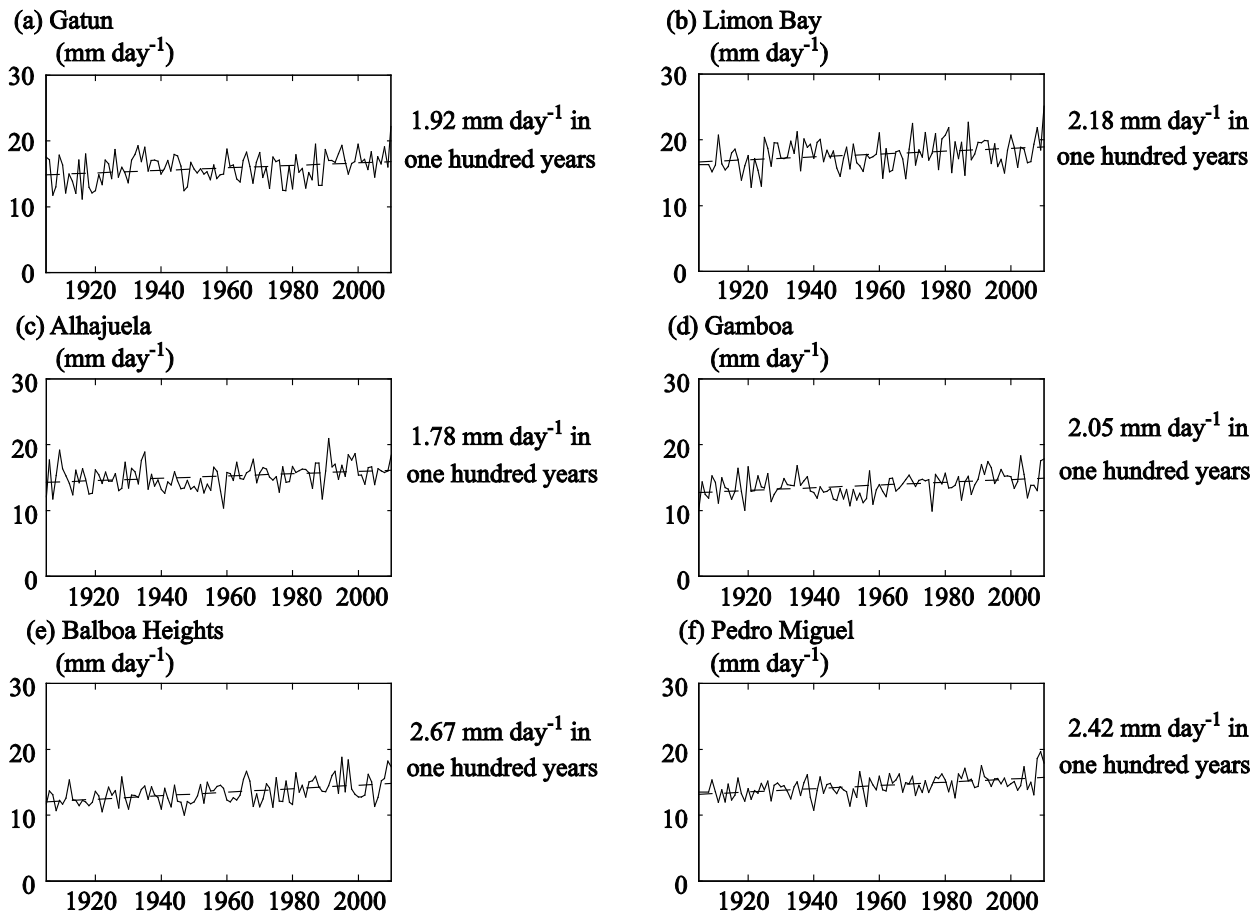 (a) Gatun
(mm day-1)
30
20
10
0
1920 1940 1960 1980 2000
1.92 mm day-1 in
one hundred years
(b) Limon Bay
(mm day-1)
30
20
10
0
1920 1940 1960 1980 2000
2.18 mm day-1 in
one hundred years
(c) Alhajuela
(mm day-1)
30
20
10
0
1920 1940 1960 1980 2000
1.78 mm day-1 in
one hundred years
(d) Gamboa
(mm day-1)
30
20
10
0
1920 1940 1960 1980 2000
2.05 mm day-1 in
one hundred years
(e) Balboa Heights
(mm day-1)
30
20
10
0
1920 1940 1960 1980 2000
2.67 mm day-1 in
one hundred years
(f) Pedro Miguel
(mm day-1)
30
20
10
0
1920 1940 1960 1980 2000
2.42 mm day-1 in
one hundred years